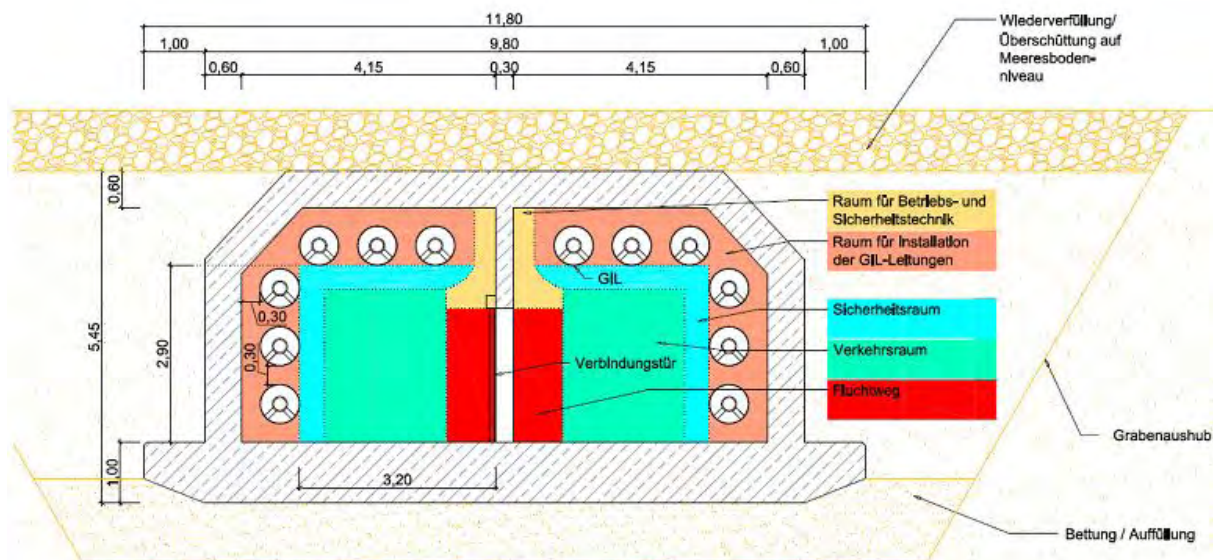 11,80
1,00
9,80
1,00
0,60
4,15
0,30
4,15
0,60
Wiederverfüllung/
Überschüttung auf
Meeresboden-
niveau
0,60
Raum für Betriebs- und
Sicherheitstechnik
Raum für Installation
der GIL-Leitungen
GIL
0,30
Sicherheitsraum
5,45
2,90
0,30
Verbindungstür
Verkehrsraum
Fluchtweg
Grabenaushub
1,00
3,20
Bettung / Auffüllung